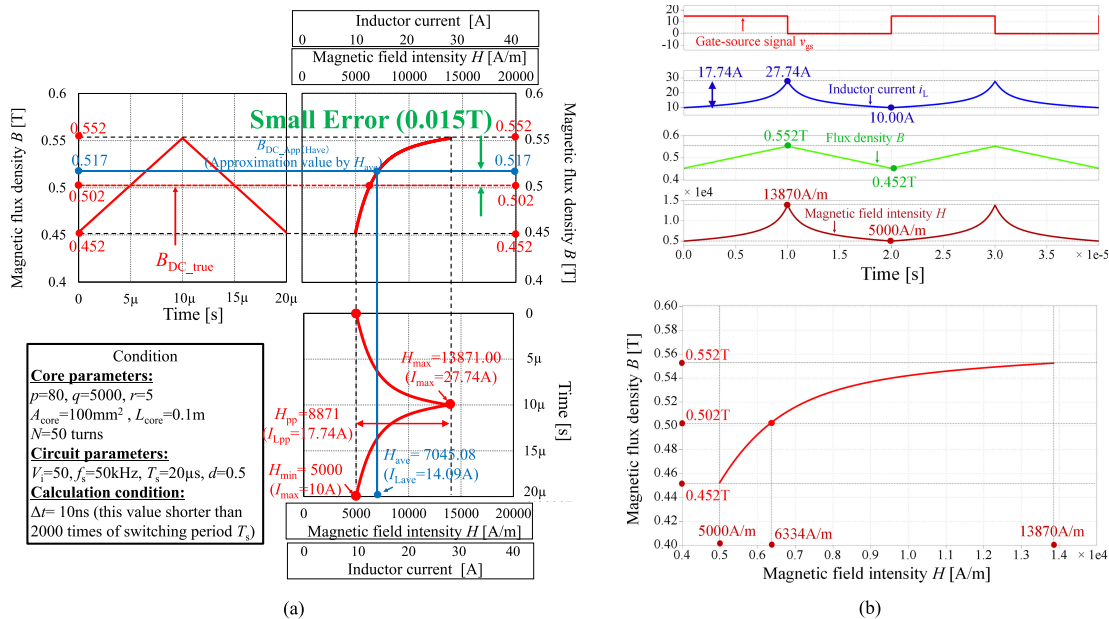 Inductor current [A]
0 10 20 30 40
Magnetic field intensity H [A/m]
0 5000 10000 15000 20000
Magnetic flux density B [T]
0.6
0.55
0.5
0.45
0.4
0.552
0.517
0.502
0.452
B_DC_true
0 5μ 10μ 15μ 20μ
Time [s]
Small Error (0.015T)
B_DC_App(Have)
(Approximation value by H_ave)
0.6
0.552
0.55
0.517
0.5
0.502
0.45
0.452
0.4
Magnetic flux density B [T]
0
5μ
10μ
15μ
20μ
Time [s]
H_max=13871.00
(I_max=27.74A)
H_pp=8871
(I_Lpp=17.74A)
H_min= 5000
(I_max=10A)
H_ave= 7045.08
(I_Lave=14.09A)
0 5000 10000 15000 20000
Magnetic field intensity H [A/m]
0 10 20 30 40
Inductor current [A]
Condition
Core parameters:
p=80, q=5000, r=5
A_core=100mm² , L_core=0.1m
N=50 turns
Circuit parameters:
V_i=50, f_s=50kHz, T_s=20μs, d=0.5
Calculation condition:
Δt= 10ns (this value shorter than
2000 times of switching period T_s)
(a)
20
10
0
-10
Gate-source signal v_gs
40
30
20
10
17.74A
27.74A
Inductor current i_L
10.00A
0.6
0.5
0.4
0.552T
Flux density B
0.452T
× 1e4
1.5
0.5
13870A/m
Magnetic field intensity H
5000A/m
0.0 0.5 1.0 1.5 2.0 2.5 3.0 × 1e-5
Time [s]
Magnetic flux density B [T]
0.60
0.58
0.56
0.54
0.52
0.50
0.48
0.46
0.44
0.42
0.40
0.552T
0.502T
0.452T
5000A/m
6334A/m
13870A/m
0.4 0.5 0.6 0.7 0.8 0.9 1.0 1.1 1.2 1.3 1.4 × 1e4
Magnetic field intensity H [A/m]
(b)